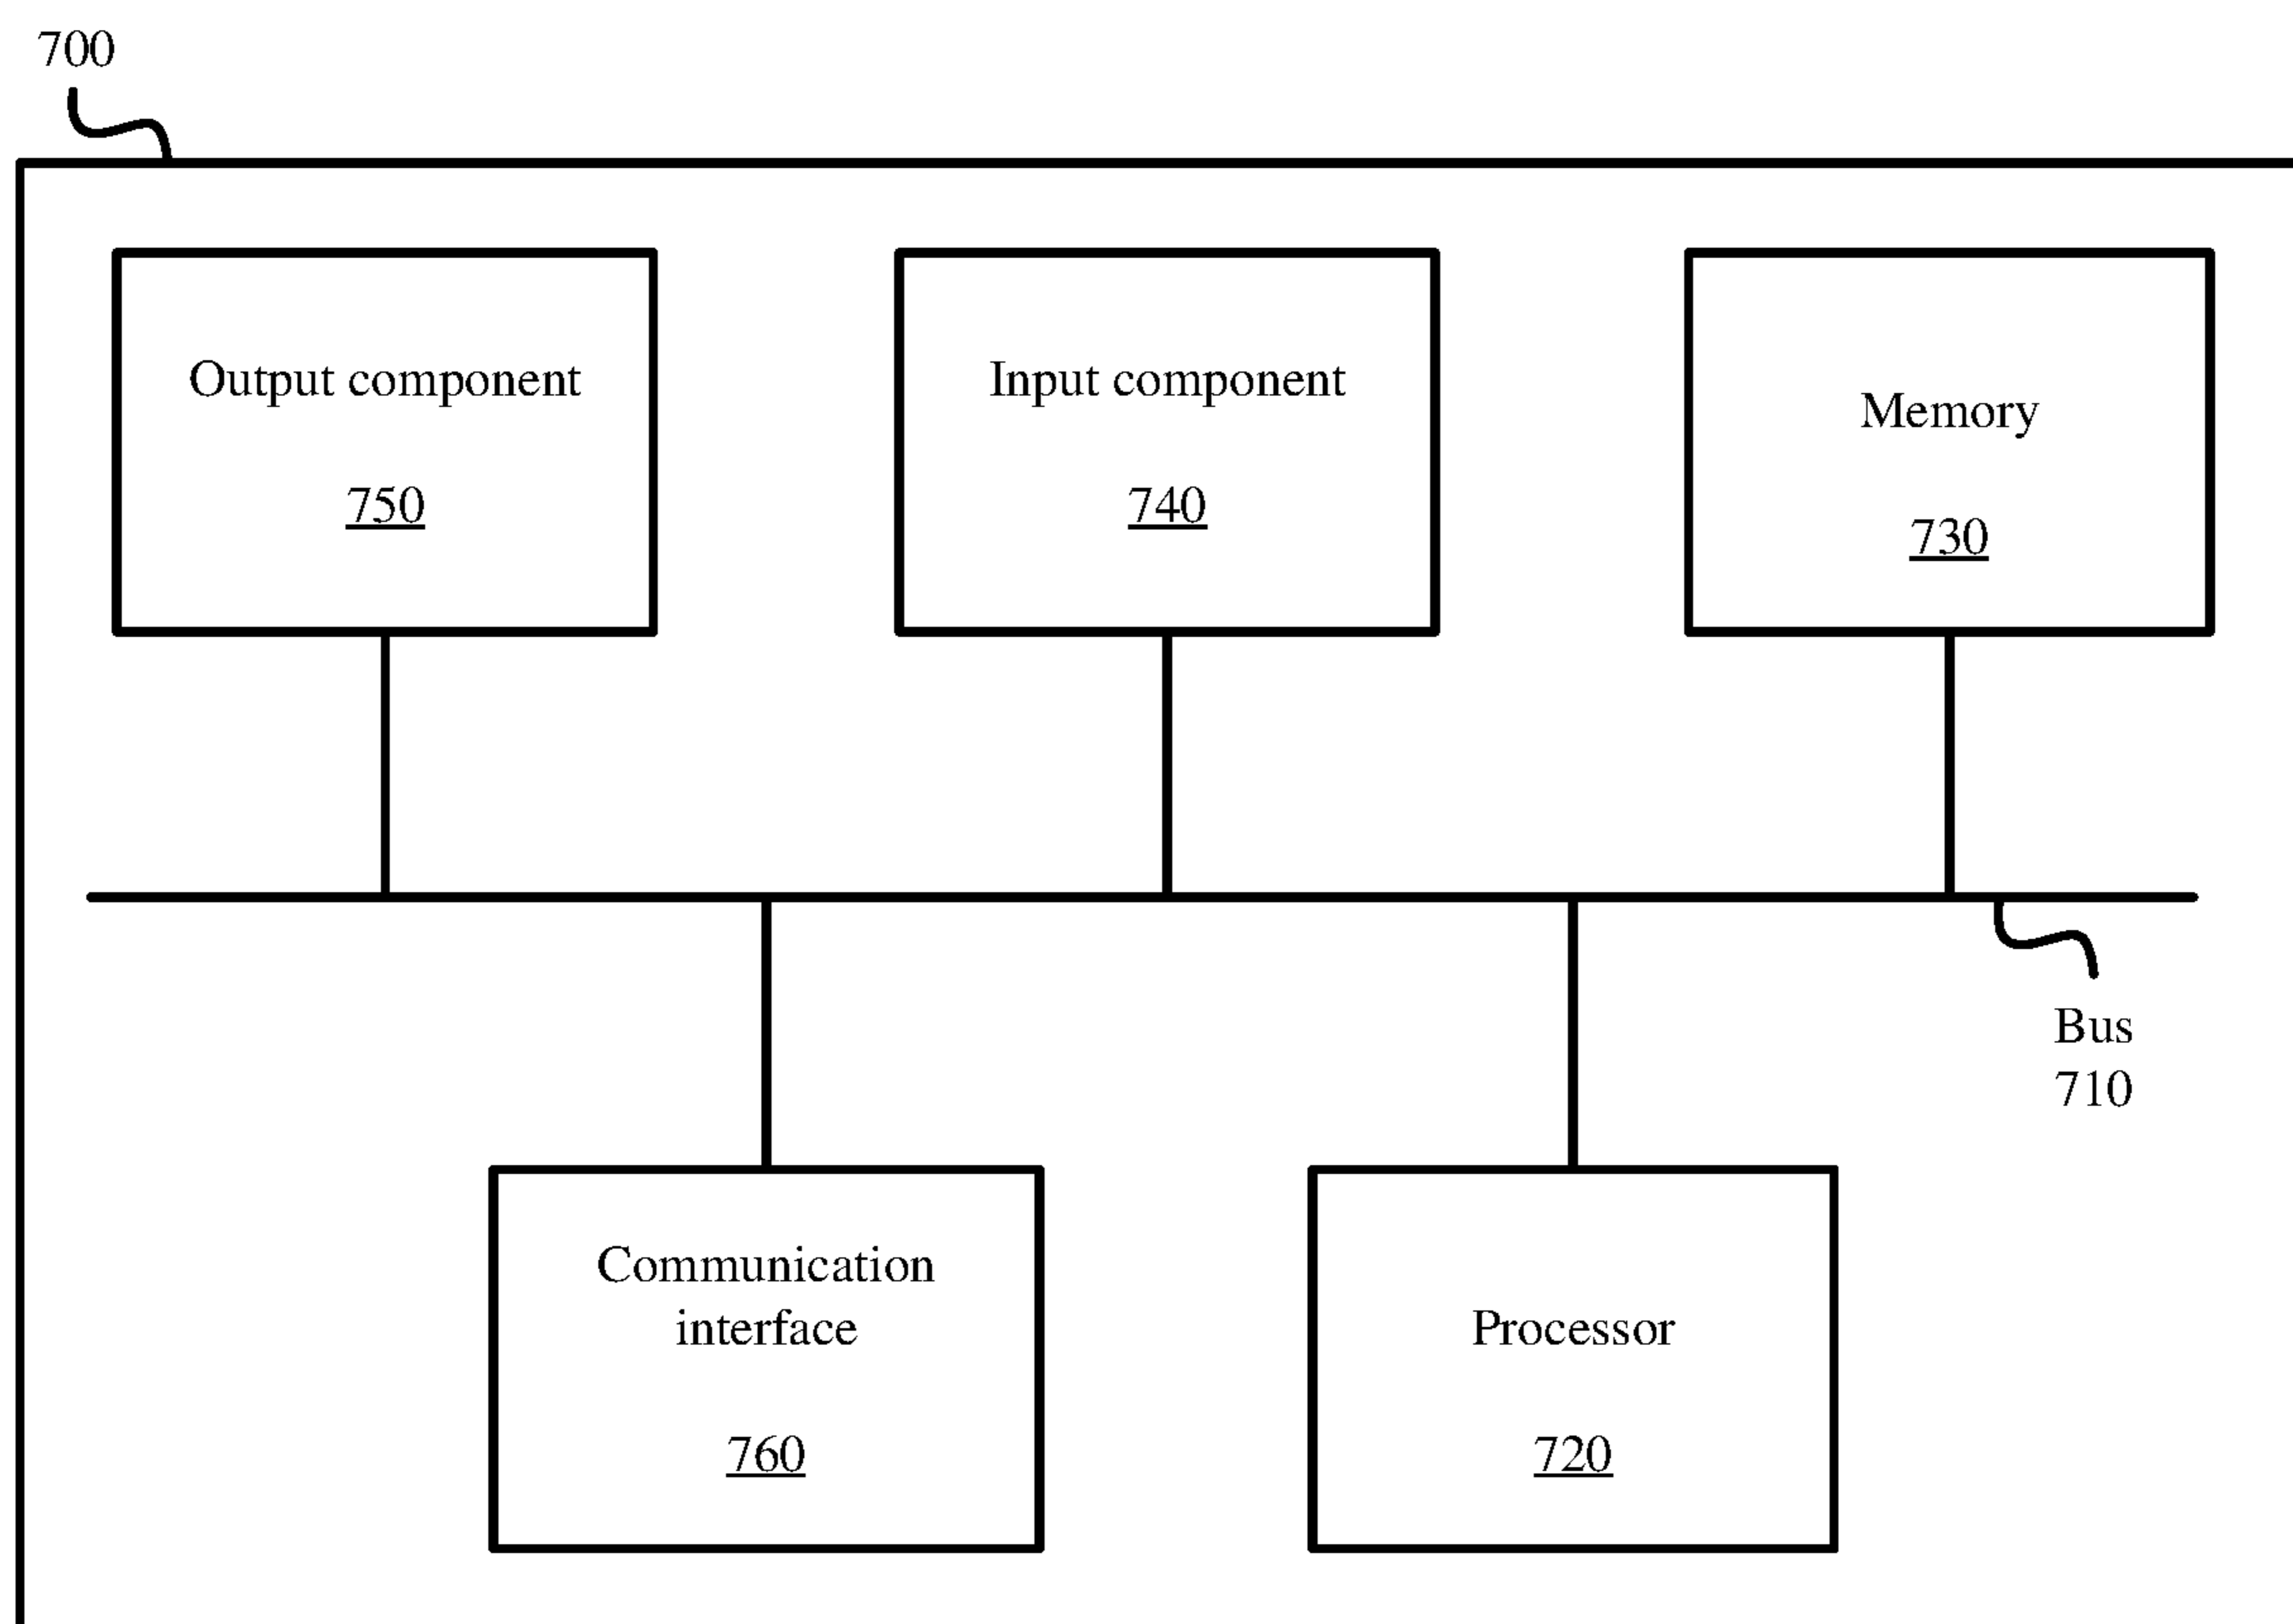 700
Output component
750
Input component
740
Memory
730
Bus
710
Communication
interface
760
Processor
720